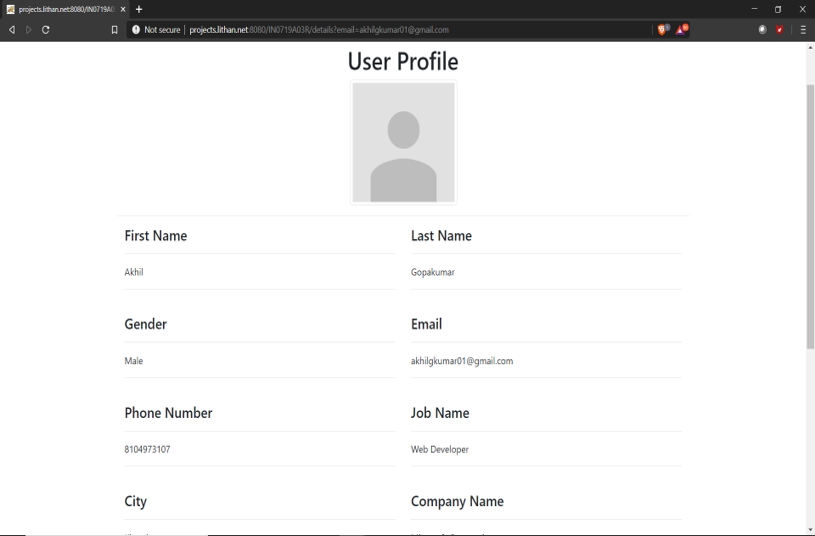 projects.lithan.net:8080/IN0719A0
Not secure projects.lithan.net:8080/IN0719A03R/details?email=akhilgkumar01@gmail.com
User Profile
First Name Last Name
Akhil Gopakumar
Gender Email
Male akhilgkumar01@gmail.com
Phone Number Job Name
8104973107 Web Developer
City Company Name